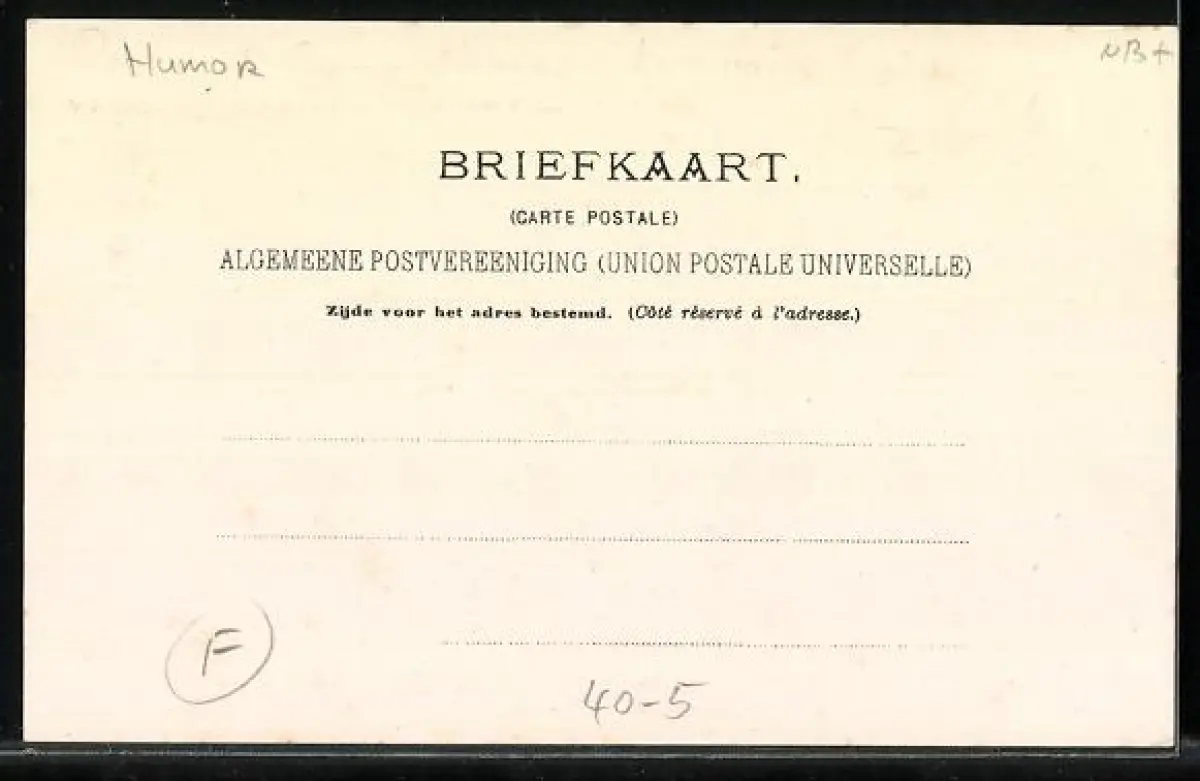 Humor
NB+
BRIEFKAART.
(CARTE POSTALE)
ALGEMEENE POSTVEREENIGING (UNION POSTALE UNIVERSELLE)
Zijde voor het adres bestemd. (Côté réservé à l'adresse.)
F
40-5